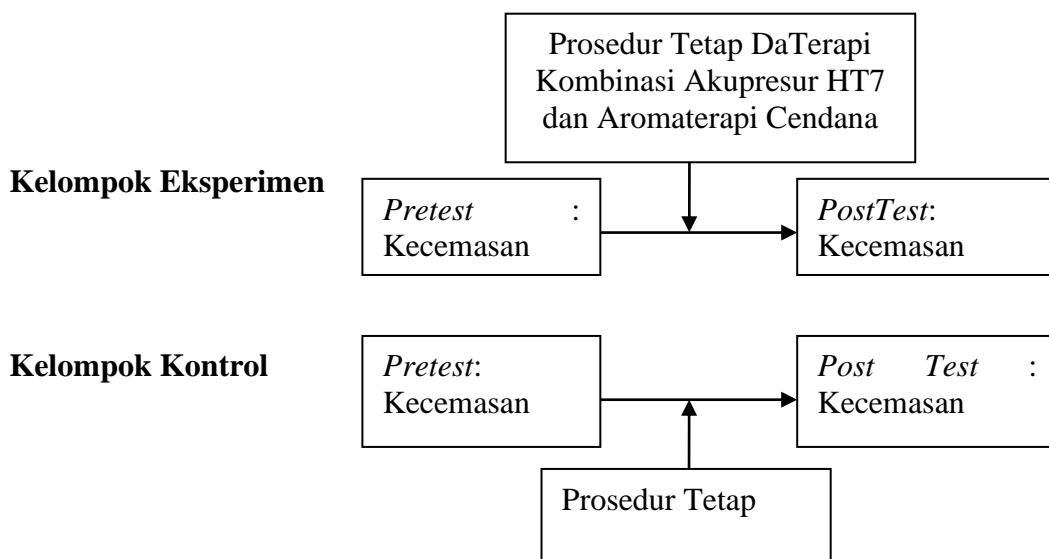 Prosedur Tetap DaTerapi
Kombinasi Akupresur HT7
dan Aromaterapi Cendana
Kelompok Eksperimen
Pretest :
Kecemasan
PostTest:
Kecemasan
Kelompok Kontrol
Pretest:
Kecemasan
Post Test :
Kecemasan
Prosedur Tetap